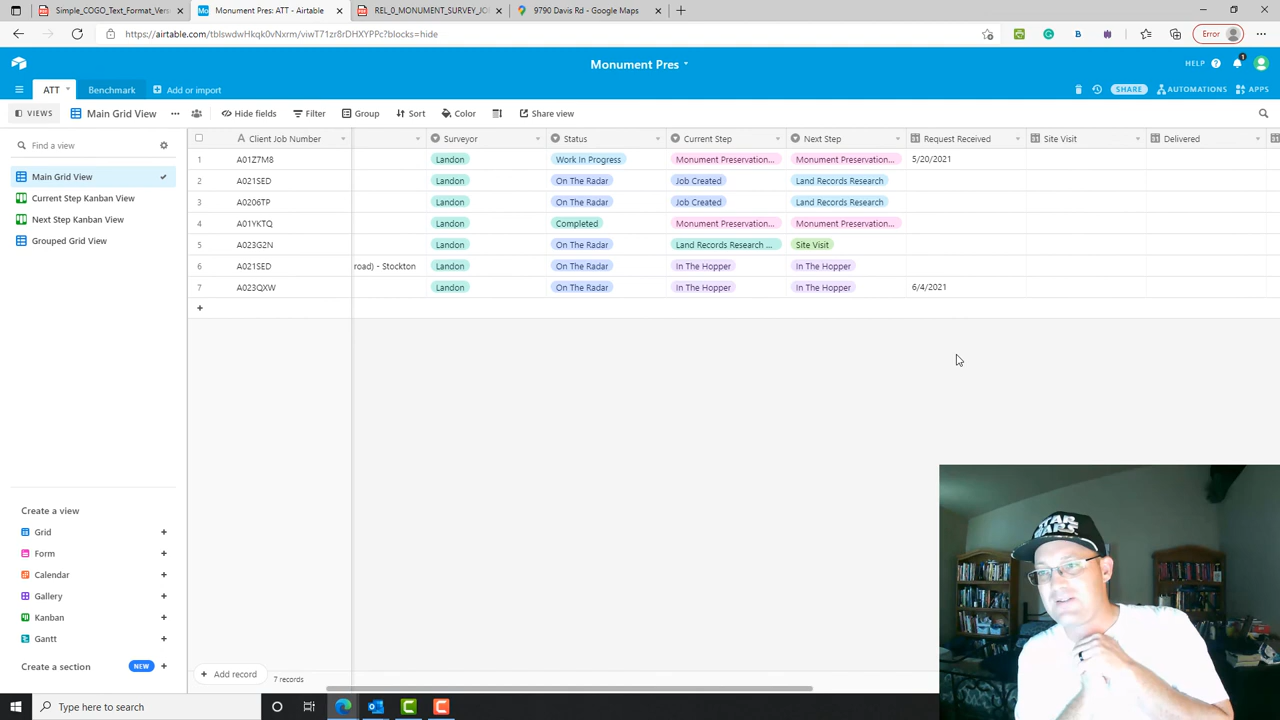 Simple_COGO_Text_Format_Vers
Monument Pres: ATT - Airtable
REL_0_MONUMENT_SURVEY_JO
9790 Davis Rd - Google Maps
https://airtable.com/tblswdwHkqk0vNxrm/viwT71zr8rDHXYPPc?blocks=hide
Error
Monument Pres
HELP
1
ATT
Benchmark
Add or import
SHARE
AUTOMATIONS
APPS
VIEWS
Main Grid View
Hide fields
Filter
Group
Sort
Color
Share view
Find a view
Main Grid View
Current Step Kanban View
Next Step Kanban View
Grouped Grid View
Create a view
Grid
Form
Calendar
Gallery
Kanban
Gantt
Create a section NEW
Client Job Number Surveyor Status Current Step Next Step Request Received Site Visit Delivered
1 A01Z7M8 Landon Work In Progress Monument Preservation... Monument Preservation... 5/20/2021
2 A021SED Landon On The Radar Job Created Land Records Research
3 A0206TP Landon On The Radar Job Created Land Records Research
4 A01YKTQ Landon Completed Monument Preservation... Monument Preservation...
5 A023G2N Landon On The Radar Land Records Research ... Site Visit
6 A021SED road) - Stockton Landon On The Radar In The Hopper In The Hopper
7 A023QXW Landon On The Radar In The Hopper In The Hopper 6/4/2021
Add record
7 records
STAR WARS
Type here to search